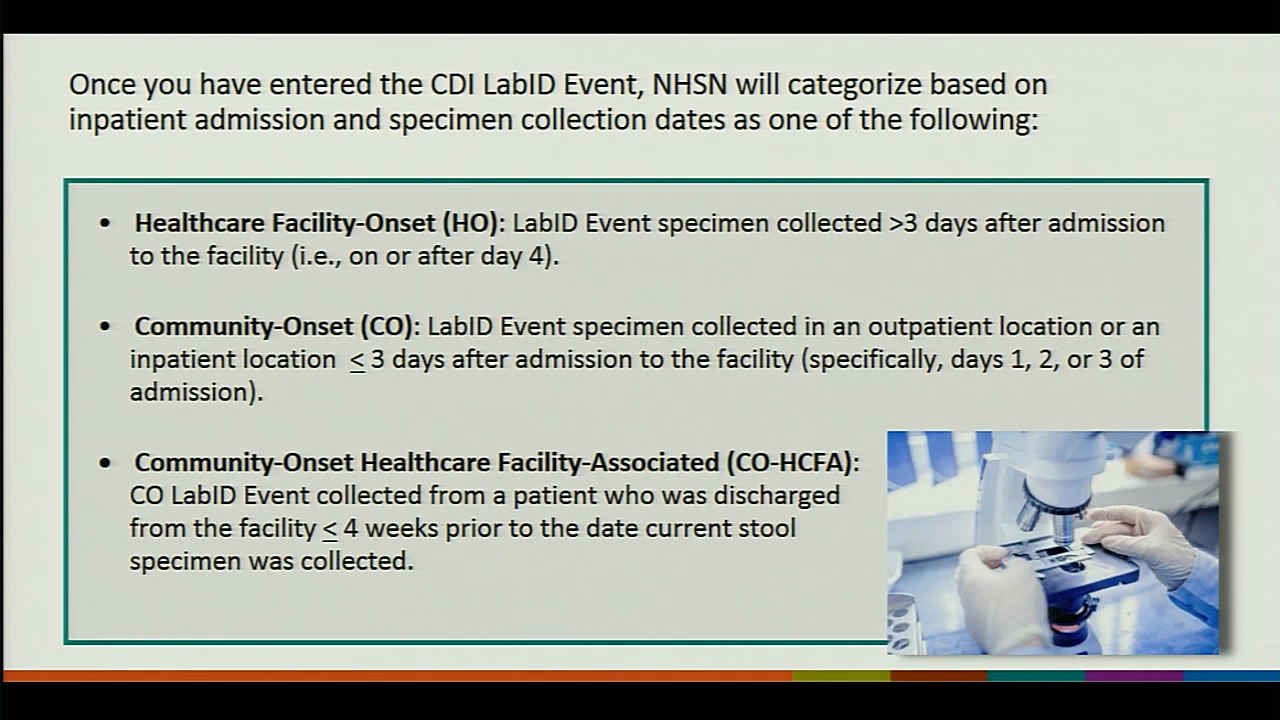 Once you have entered the CDI LabID Event, NHSN will categorize based on
inpatient admission and specimen collection dates as one of the following:
• Healthcare Facility-Onset (HO): LabID Event specimen collected >3 days after admission
to the facility (i.e., on or after day 4).
• Community-Onset (CO): LabID Event specimen collected in an outpatient location or an
inpatient location ≤ 3 days after admission to the facility (specifically, days 1, 2, or 3 of
admission).
• Community-Onset Healthcare Facility-Associated (CO-HCFA):
CO LabID Event collected from a patient who was discharged
from the facility ≤ 4 weeks prior to the date current stool
specimen was collected.